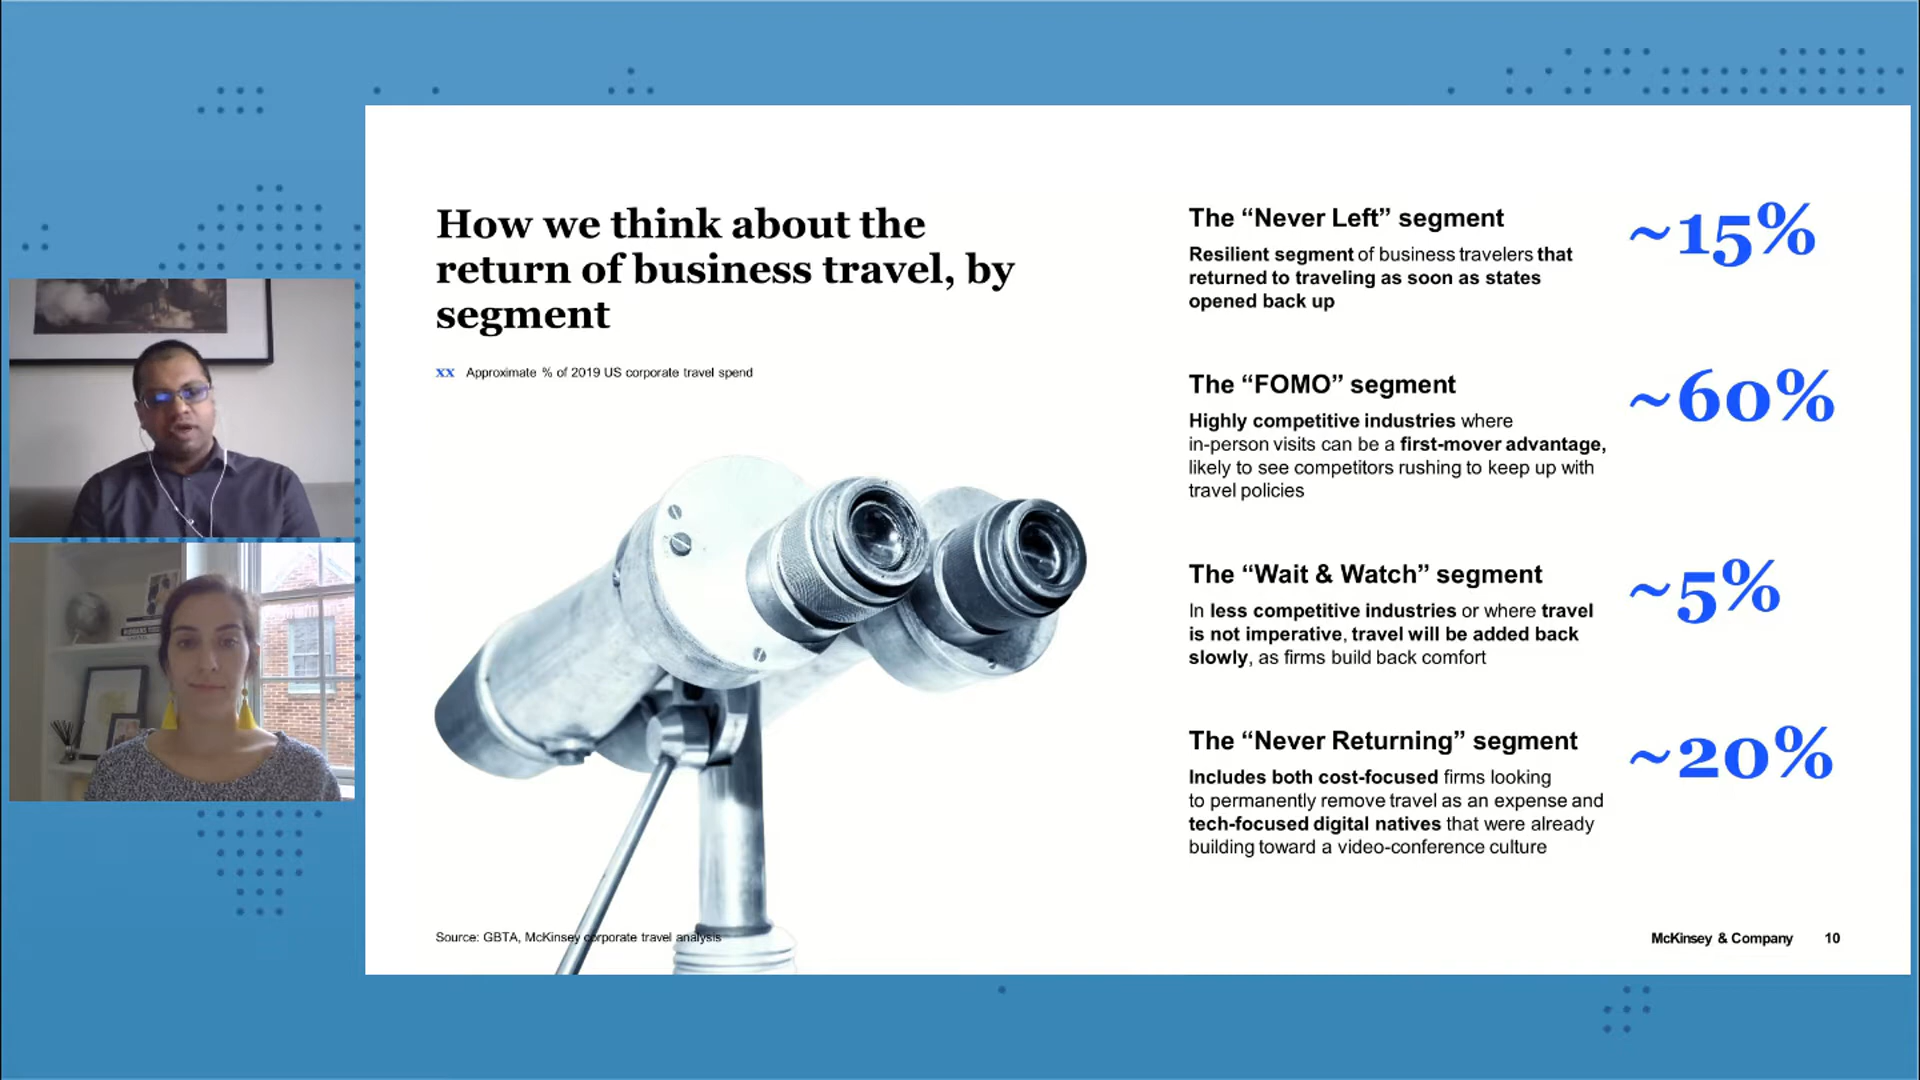 How we think about the
return of business travel, by
segment
xx Approximate % of 2019 US corporate travel spend
The “Never Left” segment
~15%
Resilient segment of business travelers that
returned to traveling as soon as states
opened back up
The “FOMO” segment
~60%
Highly competitive industries where
in-person visits can be a first-mover advantage,
likely to see competitors rushing to keep up with
travel policies
The “Wait & Watch” segment
~5%
In less competitive industries or where travel
is not imperative, travel will be added back
slowly, as firms build back comfort
The “Never Returning” segment
~20%
Includes both cost-focused firms looking
to permanently remove travel as an expense and
tech-focused digital natives that were already
building toward a video-conference culture
Source: GBTA, McKinsey corporate travel analysis
McKinsey & Company 10